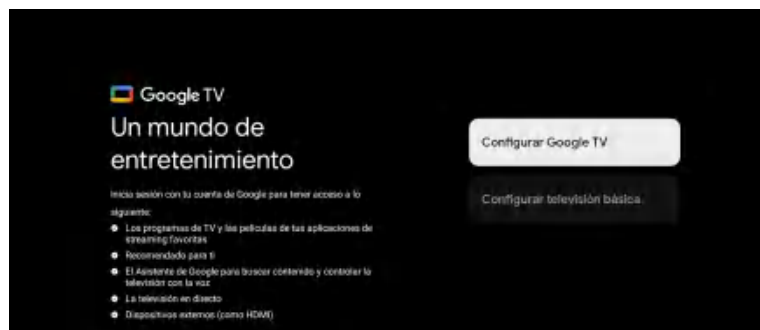 Google TV
Un mundo de
entretenimiento
Inicia sesión con tu cuenta de Google para tener acceso a lo
siguiente:
Los programas de TV y las películas de tus aplicaciones de
streaming favoritas
Recomendado para ti
El Asistente de Google para buscar contenido y controlar la
televisión con la voz
La televisión en directo
Dispositivos externos (como HDMI)
Configurar Google TV
Configurar televisión básica